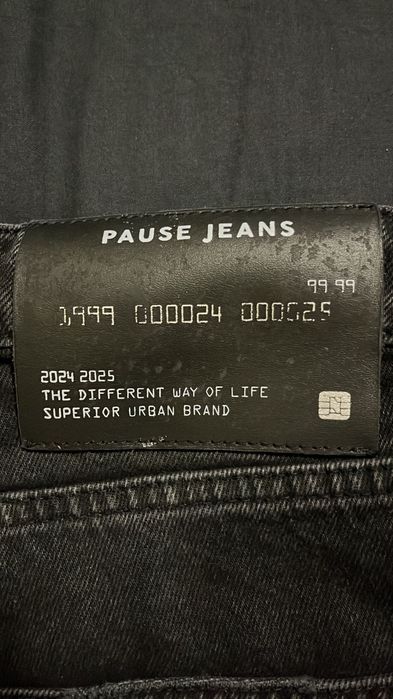 PAUSE JEANS
99 99
1999 000024 000025
2024 2025
THE DIFFERENT WAY OF LIFE
SUPERIOR URBAN BRAND
N